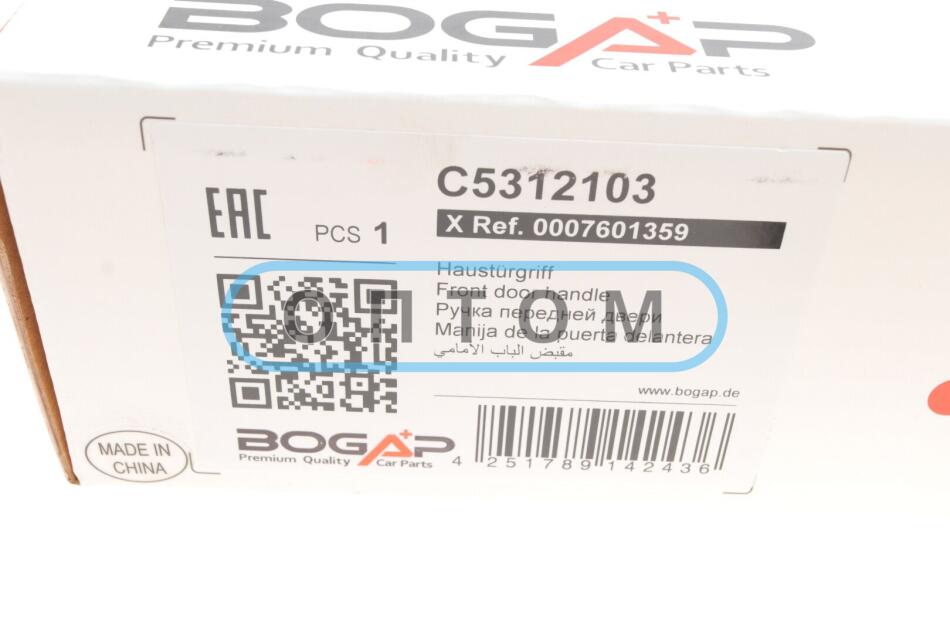 BOGAP
Premium Quality Car Parts
C5312103
X Ref. 0007601359
EAC
PCS 1
Haustürgriff
Front door handle
Ручка передней двери
Manija de la puerta delantera
مقبض الباب الامامي
ОПТОМ
www.bogap.de
BOGAP
Premium Quality Car Parts
4 251789 142436
MADE IN
CHINA